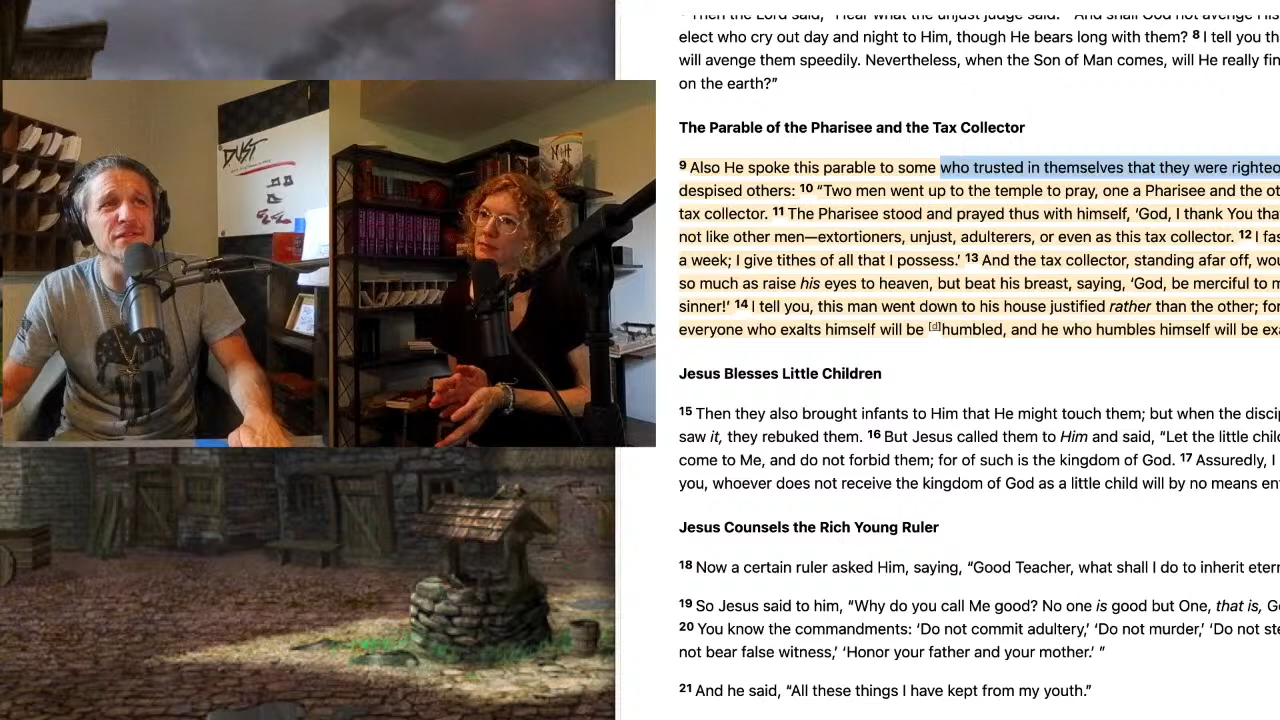 DUST
Then the Lord said, "Hear what the unjust judge said.
elect who cry out day and night to Him, though He bears long with them? 8 I tell you th
will avenge them speedily. Nevertheless, when the Son of Man comes, will He really fin
on the earth?”
The Parable of the Pharisee and the Tax Collector
9 Also He spoke this parable to some who trusted in themselves that they were righteo
despised others: 10 “Two men went up to the temple to pray, one a Pharisee and the ot
tax collector. 11 The Pharisee stood and prayed thus with himself, ‘God, I thank You tha
not like other men—extortioners, unjust, adulterers, or even as this tax collector. 12 I fas
a week; I give tithes of all that I possess.’ 13 And the tax collector, standing afar off, wou
so much as raise his eyes to heaven, but beat his breast, saying, ‘God, be merciful to m
sinner!’ 14 I tell you, this man went down to his house justified rather than the other; for
everyone who exalts himself will be [d]humbled, and he who humbles himself will be exa
Jesus Blesses Little Children
15 Then they also brought infants to Him that He might touch them; but when the discip
saw it, they rebuked them. 16 But Jesus called them to Him and said, “Let the little chil
come to Me, and do not forbid them; for of such is the kingdom of God. 17 Assuredly, I
you, whoever does not receive the kingdom of God as a little child will by no means en
Jesus Counsels the Rich Young Ruler
18 Now a certain ruler asked Him, saying, “Good Teacher, what shall I do to inherit etern
19 So Jesus said to him, “Why do you call Me good? No one is good but One, that is, G
20 You know the commandments: ‘Do not commit adultery,’ ‘Do not murder,’ ‘Do not ste
not bear false witness,’ ‘Honor your father and your mother.’ ”
21 And he said, “All these things I have kept from my youth.”